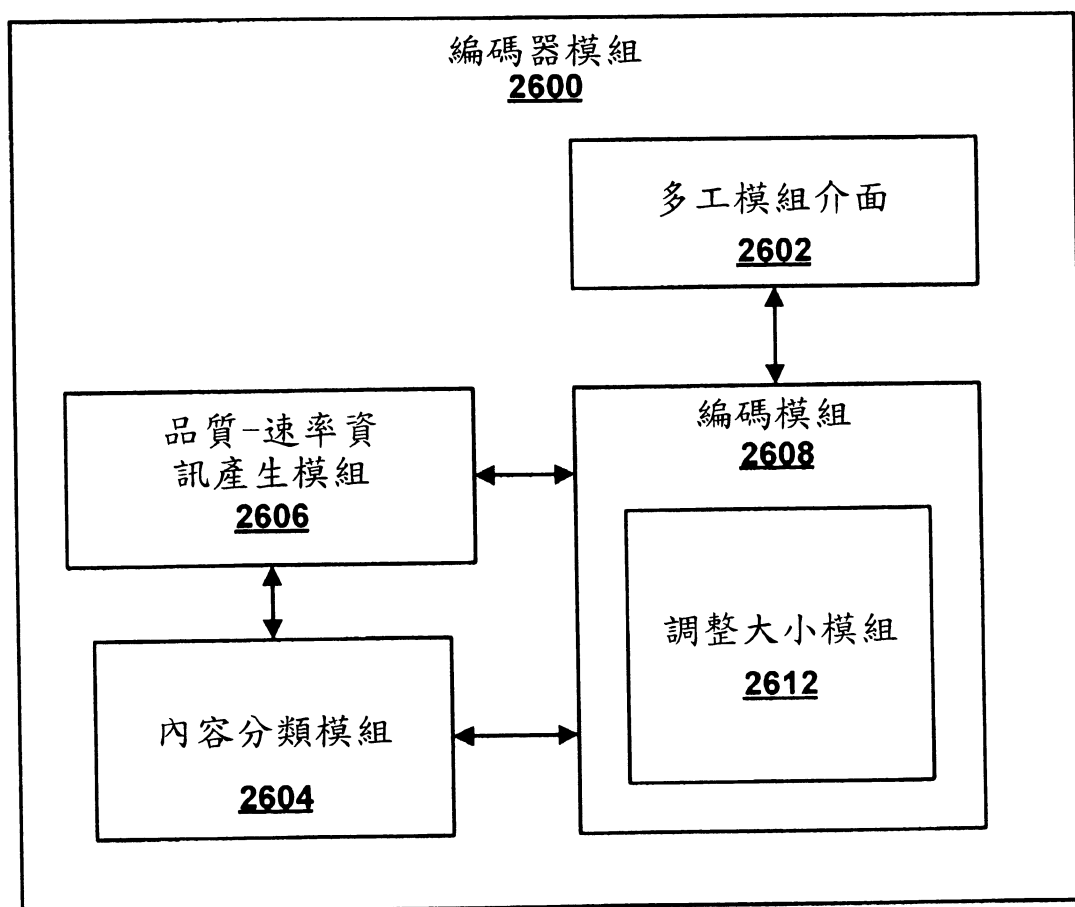 編碼器模組
2600
多工模組介面
2602
品質-速率資
訊產生模組
2606
編碼模組
2608
調整大小模組
2612
內容分類模組
2604